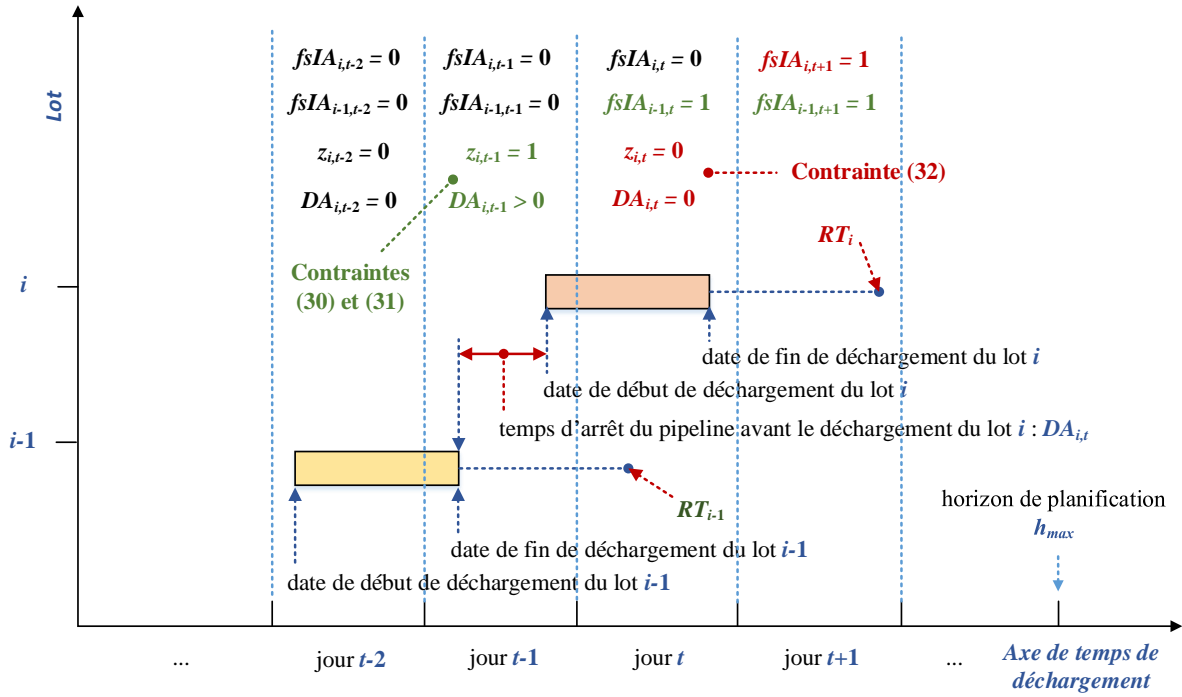 Lot
fsIA_{i,t-2} = 0 fsIA_{i,t-1} = 0 fsIA_{i,t} = 0 fsIA_{i,t+1} = 1
fsIA_{i-1,t-2} = 0 fsIA_{i-1,t-1} = 0 fsIA_{i-1,t} = 1 fsIA_{i-1,t+1} = 1
z_{i,t-2} = 0 z_{i,t-1} = 1 z_{i,t} = 0
Contrainte (32)
DA_{i,t-2} = 0 DA_{i,t-1} > 0 DA_{i,t} = 0
RT_i
Contraintes
(30) et (31)
i
date de fin de déchargement du lot i
date de début de déchargement du lot i
temps d'arrêt du pipeline avant le déchargement du lot i : DA_{i,t}
i-1
RT_{i-1}
horizon de planification
h_{max}
date de fin de déchargement du lot i-1
date de début de déchargement du lot i-1
... jour t-2 jour t-1 jour t jour t+1 ... Axe de temps de
déchargement